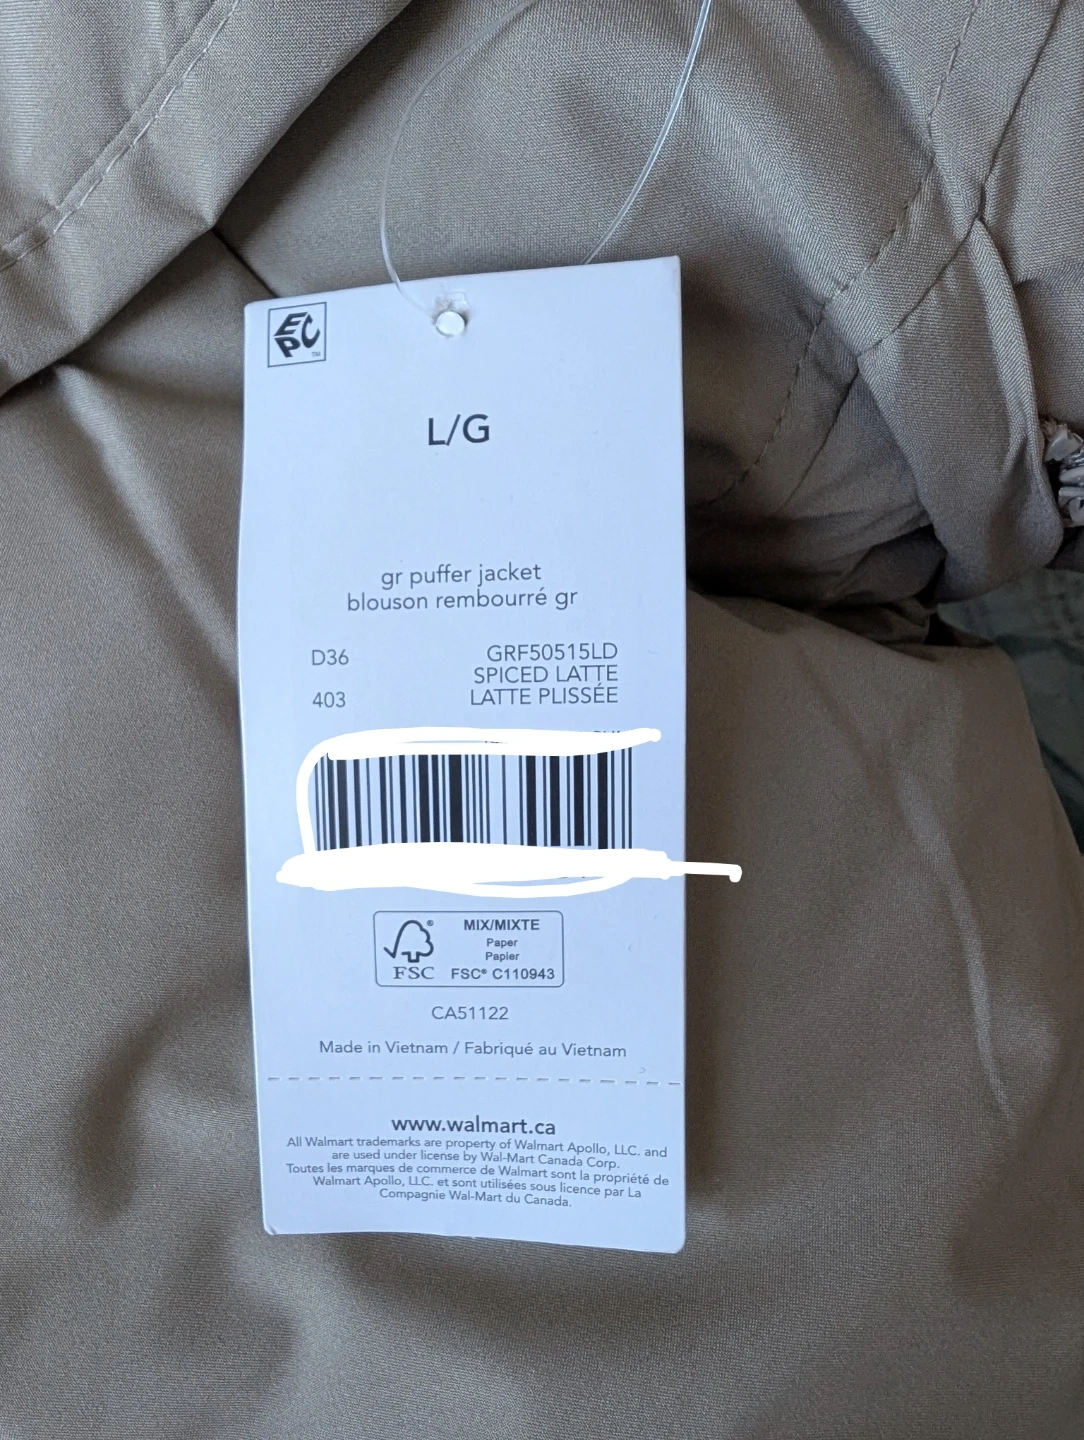 EPC™
L/G
gr puffer jacket
blouson rembourré gr
D36
GRF50515LD
SPICED LATTE
403
LATTE PLISSÉE
FSC®
MIX/MIXTE
Paper
Papier
FSC® C110943
CA51122
Made in Vietnam / Fabriqué au Vietnam
www.walmart.ca
All Walmart trademarks are property of Walmart Apollo, LLC. and
are used under license by Wal-Mart Canada Corp.
Toutes les marques de commerce de Walmart sont la propriété de
Walmart Apollo, LLC. et sont utilisées sous licence par La
Compagnie Wal-Mart du Canada.